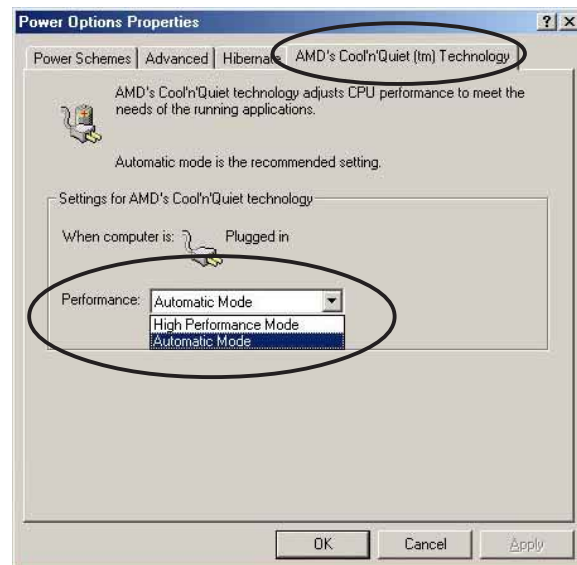 Power Options Properties
Power Schemes Advanced Hibernate AMD's Cool'n'Quiet (tm) Technology
AMD's Cool'n'Quiet technology adjusts CPU performance to meet the
needs of the running applications.
Automatic mode is the recommended setting.
Settings for AMD's Cool'n'Quiet technology
When computer is: Plugged in
Performance: Automatic Mode
High Performance Mode
Automatic Mode
OK Cancel Apply